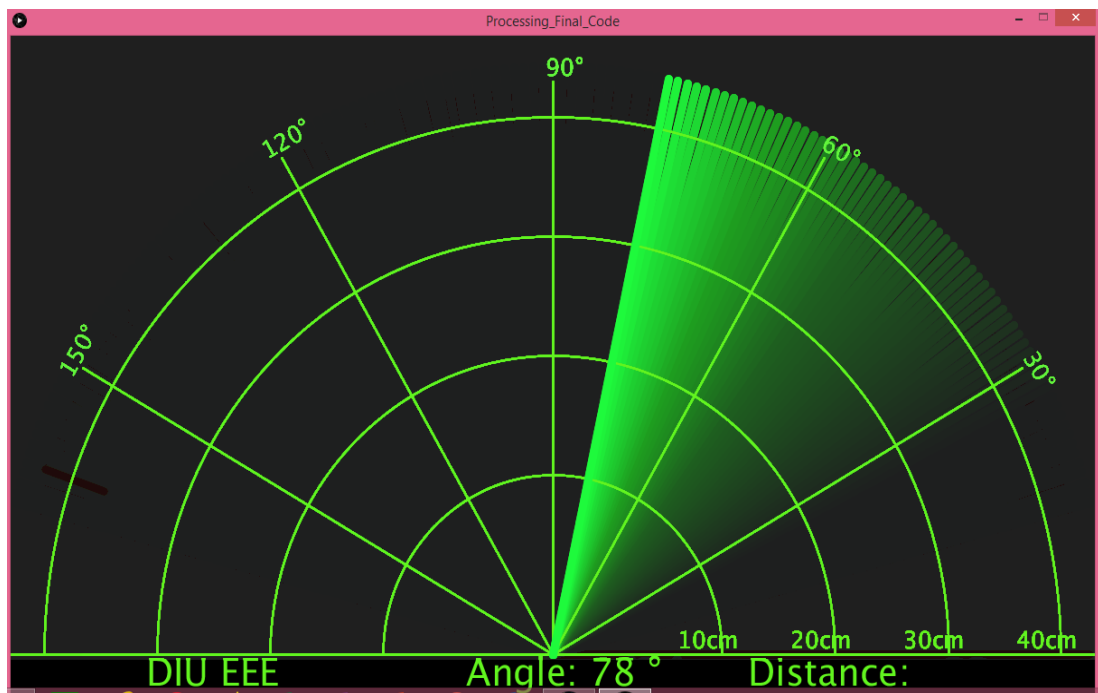 Processing_Final_Code
90°
120°
60°
150°
30°
10cm 20cm 30cm 40cm
DIU EEE Angle: 78 ° Distance: